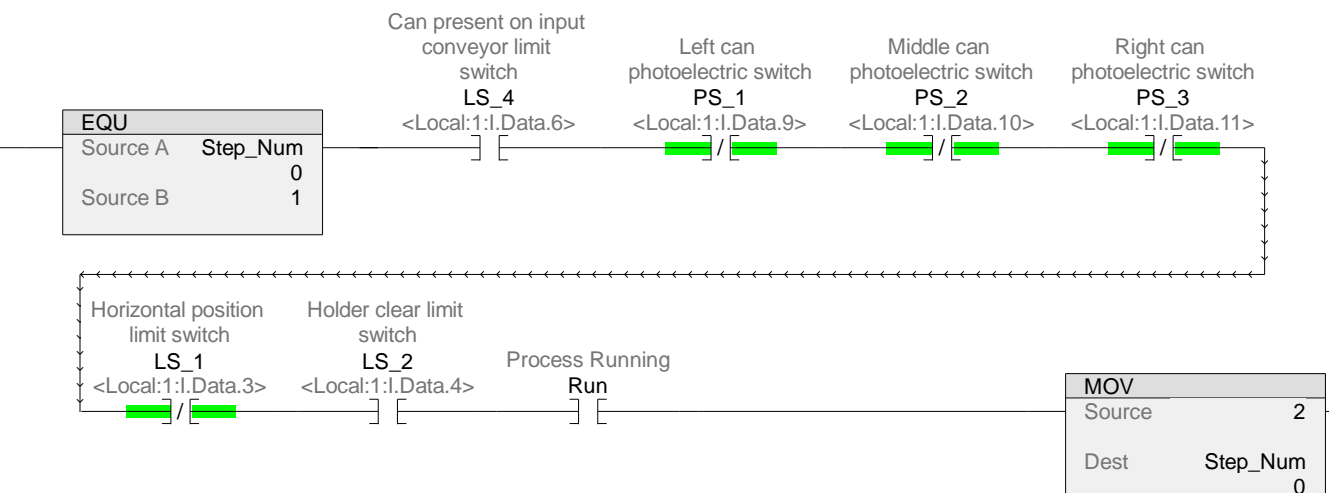 Can present on input
conveyor limit
switch
LS_4
<Local:1:I.Data.6>
Left can
photoelectric switch
PS_1
<Local:1:I.Data.9>
Middle can
photoelectric switch
PS_2
<Local:1:I.Data.10>
Right can
photoelectric switch
PS_3
<Local:1:I.Data.11>
EQU
Source A Step_Num
0
Source B 1
/
/
/
Horizontal position
limit switch
LS_1
<Local:1:I.Data.3>
/
Holder clear limit
switch
LS_2
<Local:1:I.Data.4>
Process Running
Run
MOV
Source 2
Dest Step_Num
0